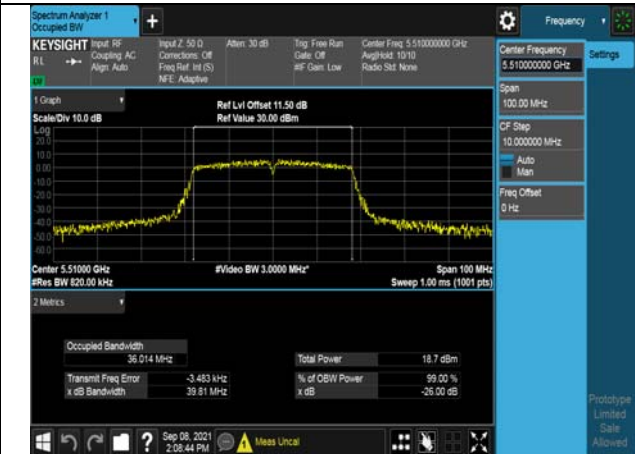 Spectrum Analyzer 1
Occupied BW
Frequency
KEYSIGHT
RL
Input: RF
Coupling: AC
Align: Auto
Input Z: 50 Ω
Corrections: Off
Freq Ref: Int (S)
NFE: Adaptive
Atten: 30 dB
Trig: Free Run
Gate: Off
#IF Gain: Low
Center Freq: 5.510000000 GHz
Avg|Hold: 10/10
Radio Std: None
Center Frequency
5.510000000 GHz
Settings
Span
100.00 MHz
CF Step
10.000000 MHz
Auto
Man
Freq Offset
0 Hz
1 Graph
Scale/Div 10.0 dB
Ref Lvl Offset 11.50 dB
Ref Value 30.00 dBm
Log
20.0
10.0
0.00
-10.0
-20.0
-30.0
-40.0
-50.0
-60.0
Center 5.51000 GHz
#Res BW 820.00 kHz
#Video BW 3.0000 MHz*
Span 100 MHz
Sweep 1.00 ms (1001 pts)
2 Metrics
Occupied Bandwidth
36.014 MHz
Total Power 18.7 dBm
Transmit Freq Error -3.483 kHz
% of OBW Power 99.00 %
x dB Bandwidth 39.81 MHz
x dB -26.00 dB
Prototype
Limited
Sale
Allowed
Sep 08, 2021
2:08:44 PM
Meas Uncal